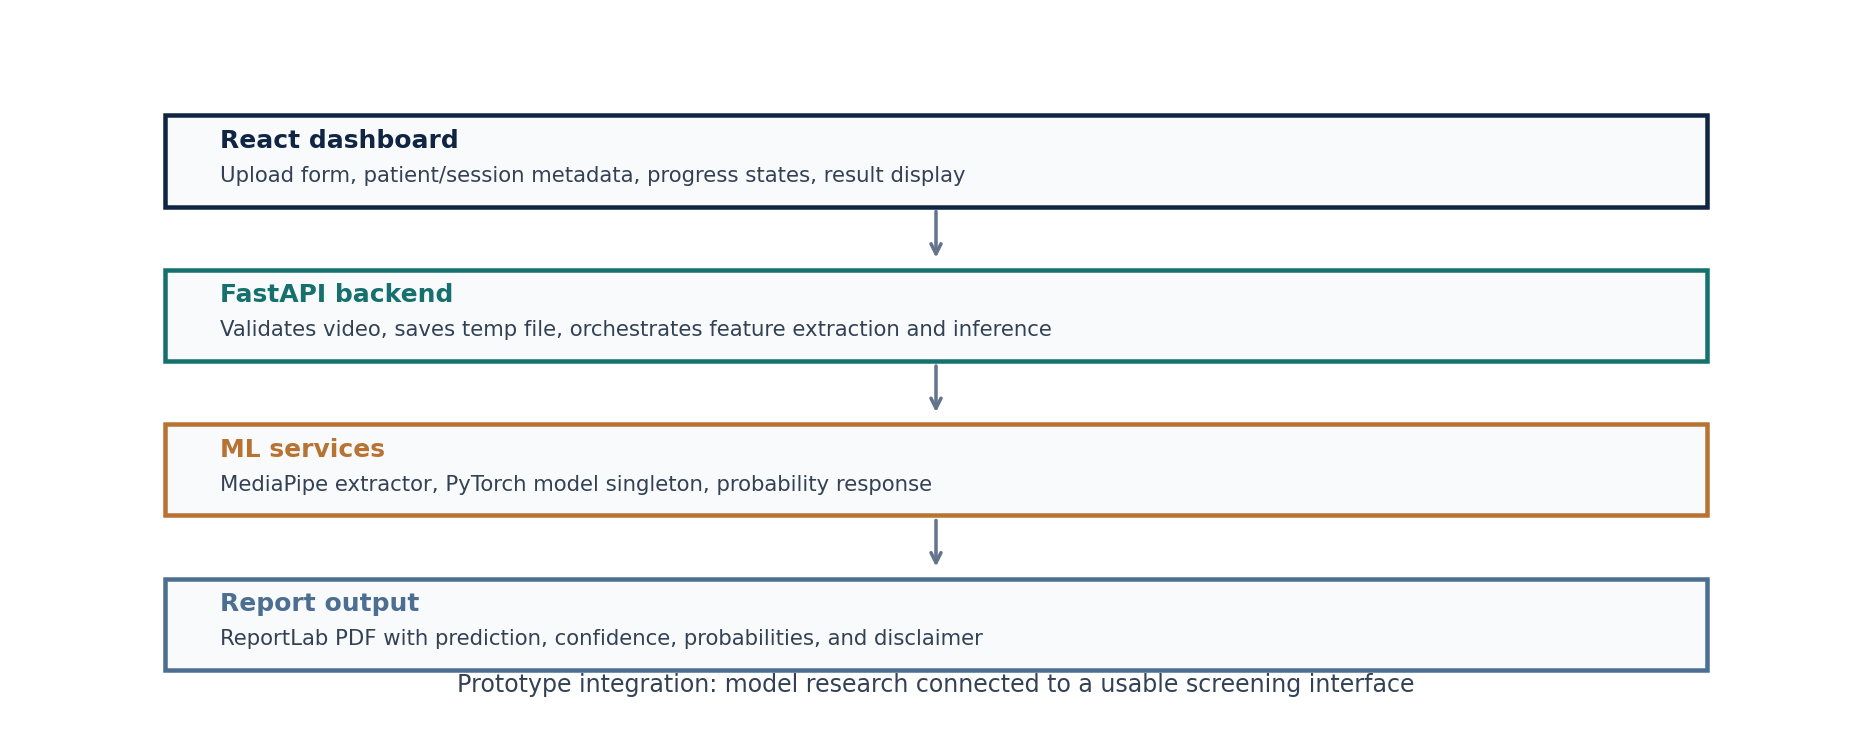 React dashboard
Upload form, patient/session metadata, progress states, result display
FastAPI backend
Validates video, saves temp file, orchestrates feature extraction and inference
ML services
MediaPipe extractor, PyTorch model singleton, probability response
Report output
ReportLab PDF with prediction, confidence, probabilities, and disclaimer
Prototype integration: model research connected to a usable screening interface